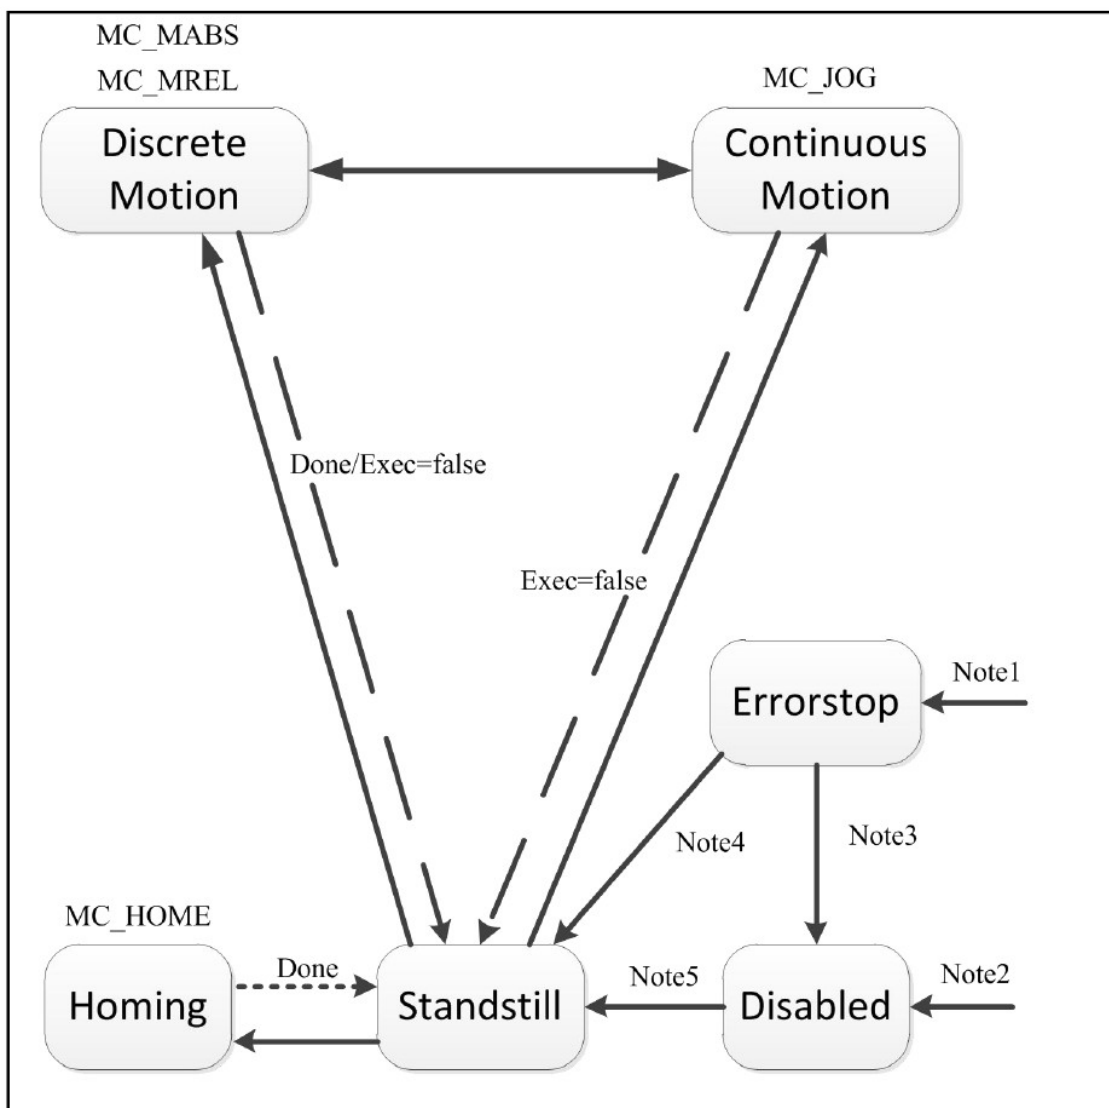 MC_MABS
MC_MREL
MC_JOG
Discrete
Motion
Continuous
Motion
Done/Exec=false
Exec=false
Errorstop
Note1
Note4
Note3
MC_HOME
Homing
Done
Standstill
Note5
Disabled
Note2